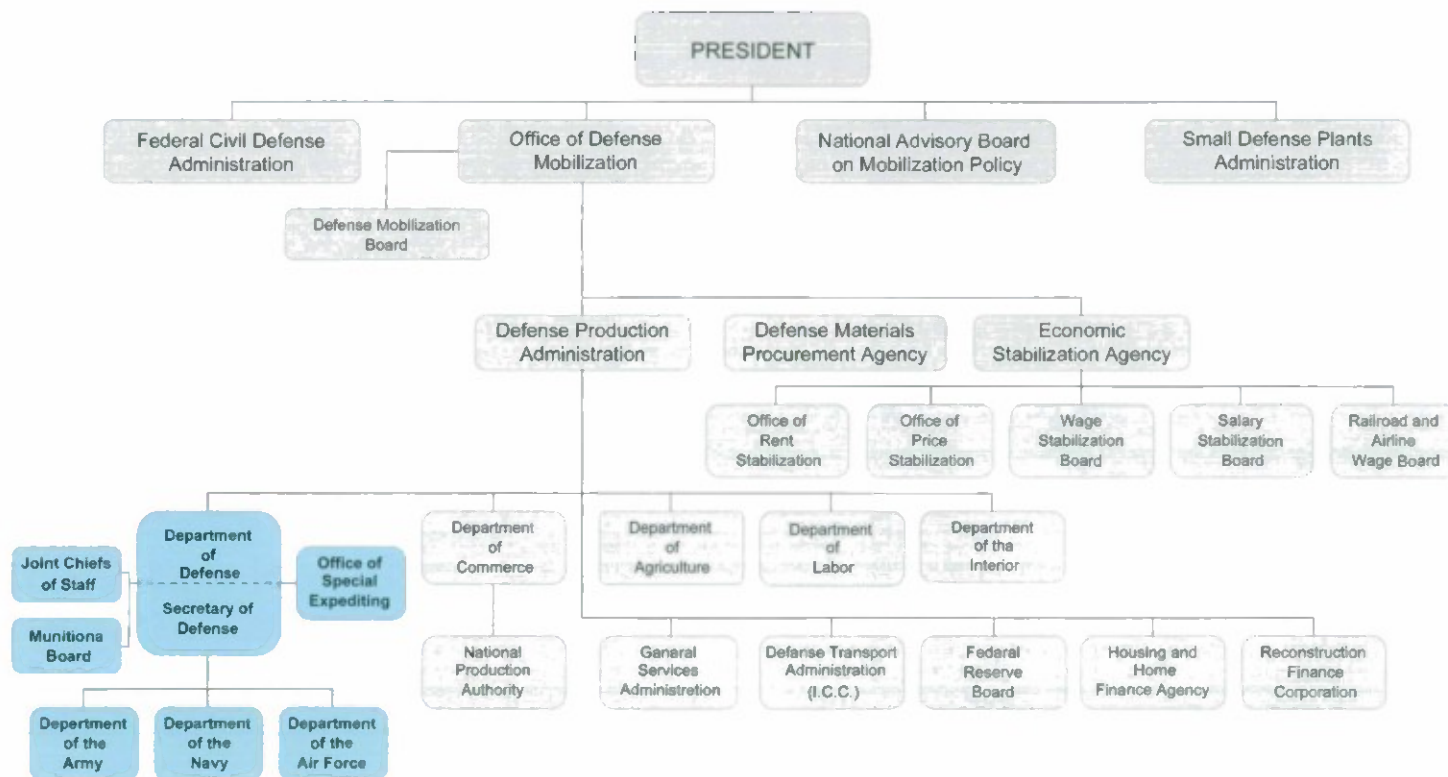 PRESIDENT
Federal Civil Defense
Administration
Office of Defense
Mobilization
National Advisory Board
on Mobilization Policy
Small Defense Plants
Administration
Defense Mobilization
Board
Defense Production
Administration
Defense Materials
Procurement Agency
Economic
Stabilization Agency
Office of
Rent
Stabilization
Office of
Price
Stabilization
Wage
Stabilization
Board
Salary
Stabilization
Board
Railroad and
Airline
Wage Board
Department
of
Defense
Secretary of
Defense
Joint Chiefs
of Staff
Munitiona
Board
Office of
Special
Expediting
Department
of
Commerce
Department
of
Agriculture
Department
of
Labor
Department
of tha
Interior
National
Production
Authority
Ganeral
Services
Administretion
Defanse Transport
Administration
(I.C.C.)
Federal
Reserve
Board
Housing and
Home
Finance Agency
Reconstruction
Finance
Corporation
Depertment
of the
Army
Department
of the
Navy
Department
of the
Air Force